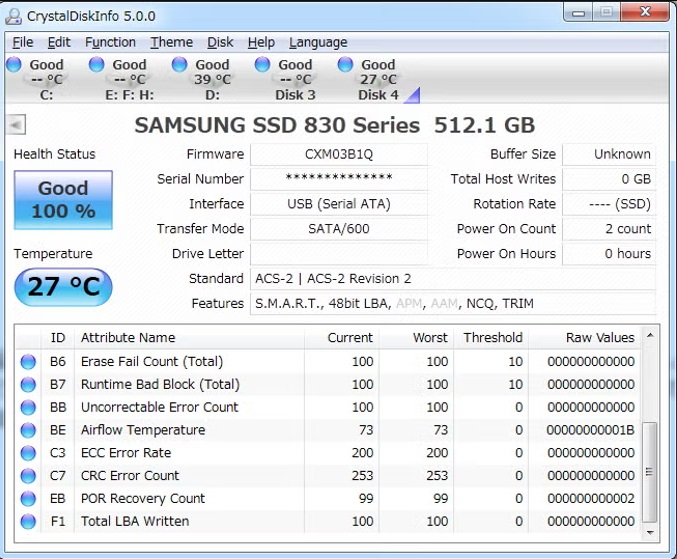 CrystalDiskInfo 5.0.0
File Edit Function Theme Disk Help Language
Good Good Good Good Good
-- °C -- °C 39 °C -- °C 27 °C
C: E: F: H: D: Disk 3 Disk 4
SAMSUNG SSD 830 Series 512.1 GB
Health Status
Good
100 %
Temperature
27 °C
Firmware CXM03B1Q Buffer Size Unknown
Serial Number ************** Total Host Writes 0 GB
Interface USB (Serial ATA) Rotation Rate ---- (SSD)
Transfer Mode SATA/600 Power On Count 2 count
Drive Letter Power On Hours 0 hours
Standard ACS-2 | ACS-2 Revision 2
Features S.M.A.R.T., 48bit LBA, APM, AAM, NCQ, TRIM
ID Attribute Name Current Worst Threshold Raw Values
B6 Erase Fail Count (Total) 100 100 10 000000000000
B7 Runtime Bad Block (Total) 100 100 10 000000000000
BB Uncorrectable Error Count 100 100 0 000000000000
BE Airflow Temperature 73 73 0 00000000001B
C3 ECC Error Rate 200 200 0 000000000000
C7 CRC Error Count 253 253 0 000000000000
EB POR Recovery Count 99 99 0 000000000002
F1 Total LBA Written 100 100 0 000000000000